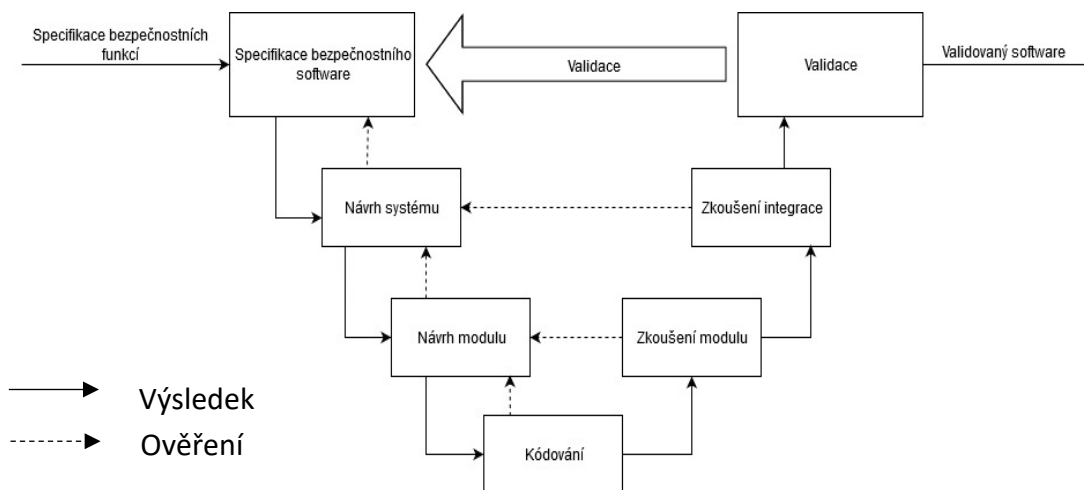 Specifikace bezpečnostních
funkcí
Specifikace bezpečnostního
software
Validace
Validace
Validovaný software
Návrh systému
Zkoušení integrace
Návrh modulu
Zkoušení modulu
Výsledek
Ověření
Kódování